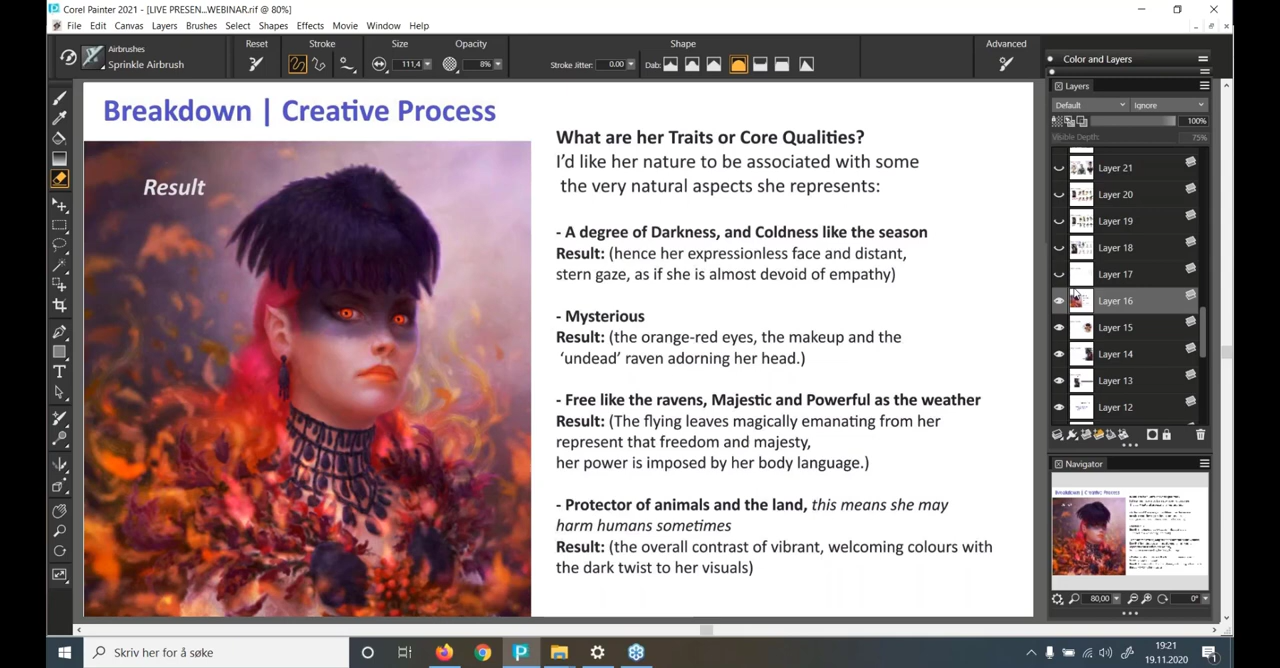 Corel Painter 2021 - [LIVE PRESEN...WEBINAR.rif @ 80%]
File Edit Canvas Layers Brushes Select Shapes Effects Movie Window Help
Airbrushes
Sprinkle Airbrush
Reset
Stroke
Size
111,4
Opacity
8%
Shape
Stroke Jitter: 0.00
Dab:
Advanced
Color and Layers
Layers
Default Ignore
100%
Visible Depth: 75%
Layer 21
Layer 20
Layer 19
Layer 18
Layer 17
Layer 16
Layer 15
Layer 14
Layer 13
Layer 12
Navigator
80,00
0°
Breakdown | Creative Process
Result
What are her Traits or Core Qualities?
I'd like her nature to be associated with some
the very natural aspects she represents:
- A degree of Darkness, and Coldness like the season
Result: (hence her expressionless face and distant,
stern gaze, as if she is almost devoid of empathy)
- Mysterious
Result: (the orange-red eyes, the makeup and the
'undead' raven adorning her head.)
- Free like the ravens, Majestic and Powerful as the weather
Result: (The flying leaves magically emanating from her
represent that freedom and majesty,
her power is imposed by her body language.)
- Protector of animals and the land, this means she may
harm humans sometimes
Result: (the overall contrast of vibrant, welcoming colours with
the dark twist to her visuals)
Skriv her for å søke
19:21
19.11.2020